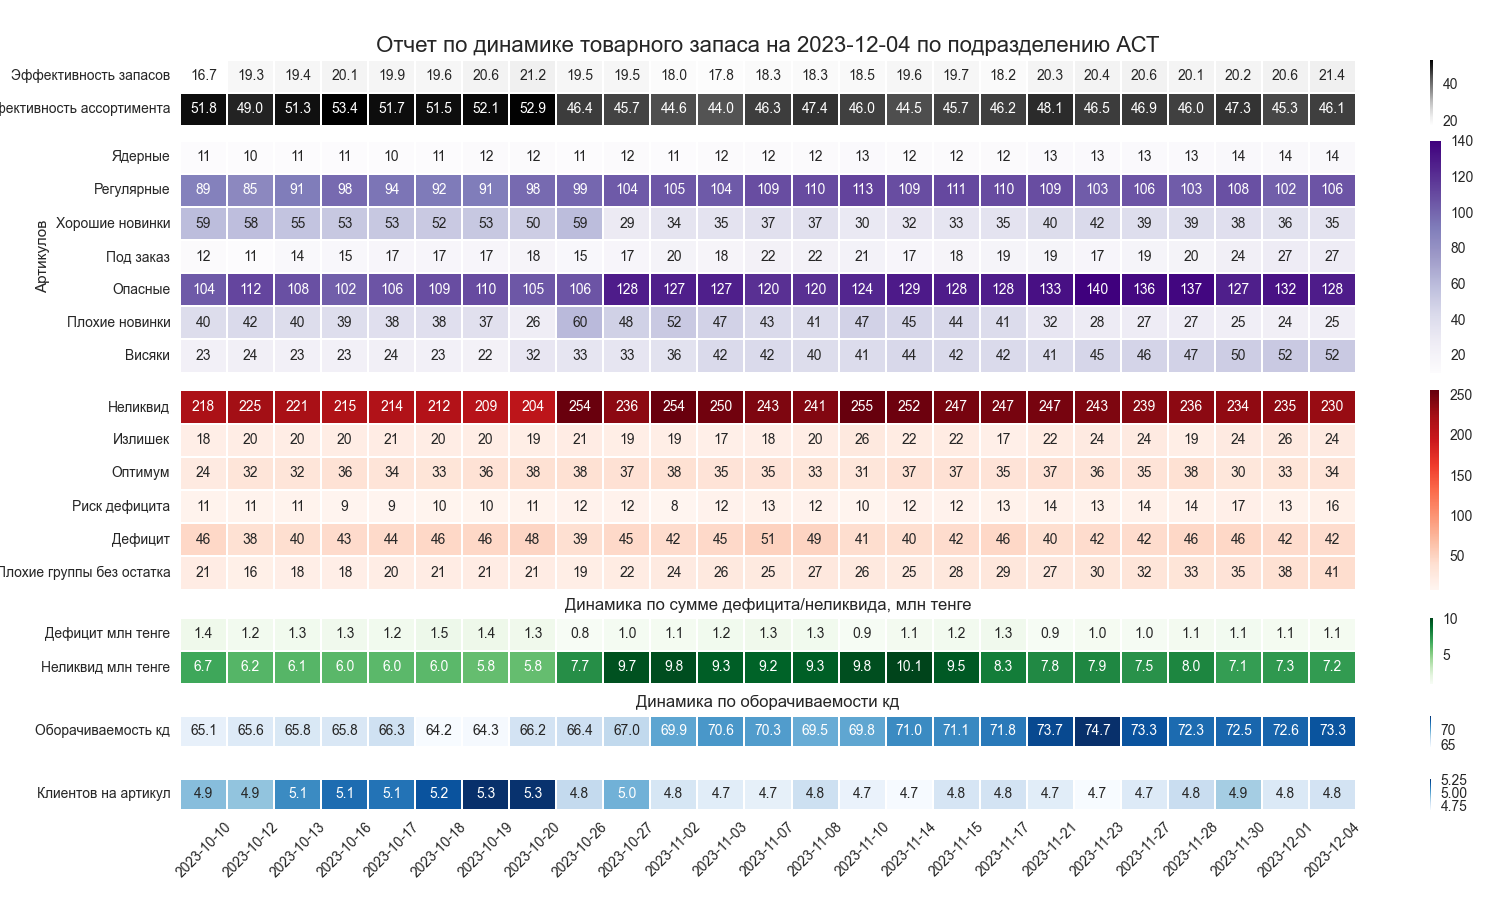 Отчет по динамике товарного запаса на 2023-12-04 по подразделению АСТ
Эффективность запасов 16.7 19.3 19.4 20.1 19.9 19.6 20.6 21.2 19.5 19.5 18.0 17.8 18.3 18.3 18.5 19.6 19.7 18.2 20.3 20.4 20.6 20.1 20.2 20.6 21.4
фективность ассортимента 51.8 49.0 51.3 53.4 51.7 51.5 52.1 52.9 46.4 45.7 44.6 44.0 46.3 47.4 46.0 44.5 45.7 46.2 48.1 46.5 46.9 46.0 47.3 45.3 46.1
40
20
Артикулов
Ядерные 11 10 11 11 10 11 12 12 11 12 11 12 12 12 13 12 12 12 13 13 13 13 14 14 14
Регулярные 89 85 91 98 94 92 91 98 99 104 105 104 109 110 113 109 111 110 109 103 106 103 108 102 106
Хорошие новинки 59 58 55 53 53 52 53 50 59 29 34 35 37 37 30 32 33 35 40 42 39 39 38 36 35
Под заказ 12 11 14 15 17 17 17 18 15 17 20 18 22 22 21 17 18 19 19 17 19 20 24 27 27
Опасные 104 112 108 102 106 109 110 105 106 128 127 127 120 120 124 129 128 128 133 140 136 137 127 132 128
Плохие новинки 40 42 40 39 38 38 37 26 60 48 52 47 43 41 47 45 44 41 32 28 27 27 25 24 25
Висяки 23 24 23 23 24 23 22 32 33 33 36 42 42 40 41 44 42 42 41 45 46 47 50 52 52
140
120
100
80
60
40
20
Неликвид 218 225 221 215 214 212 209 204 254 236 254 250 243 241 255 252 247 247 247 243 239 236 234 235 230
Излишек 18 20 20 20 21 20 20 19 21 19 19 17 18 20 26 22 22 17 22 24 24 19 24 26 24
Оптимум 24 32 32 36 34 33 36 38 38 37 38 35 35 33 31 37 37 35 37 36 35 38 30 33 34
Риск дефицита 11 11 11 9 9 10 10 11 12 12 8 12 13 12 10 12 12 13 14 13 14 14 17 13 16
Дефицит 46 38 40 43 44 46 46 48 39 45 42 45 51 49 41 40 42 46 40 42 42 46 46 42 42
Плохие группы без остатка 21 16 18 18 20 21 21 21 19 22 24 26 25 27 26 25 28 29 27 30 32 33 35 38 41
250
200
150
100
50
Динамика по сумме дефицита/неликвида, млн тенге
Дефицит млн тенге 1.4 1.2 1.3 1.3 1.2 1.5 1.4 1.3 0.8 1.0 1.1 1.2 1.3 1.3 0.9 1.1 1.2 1.3 0.9 1.0 1.0 1.1 1.1 1.1 1.1
Неликвид млн тенге 6.7 6.2 6.1 6.0 6.0 6.0 5.8 5.8 7.7 9.7 9.8 9.3 9.2 9.3 9.8 10.1 9.5 8.3 7.8 7.9 7.5 8.0 7.1 7.3 7.2
10
5
Динамика по оборачиваемости кд
Оборачиваемость кд 65.1 65.6 65.8 65.8 66.3 64.2 64.3 66.2 66.4 67.0 69.9 70.6 70.3 69.5 69.8 71.0 71.1 71.8 73.7 74.7 73.3 72.3 72.5 72.6 73.3
70
65
Клиентов на артикул 4.9 4.9 5.1 5.1 5.1 5.2 5.3 5.3 4.8 5.0 4.8 4.7 4.7 4.8 4.7 4.7 4.8 4.8 4.7 4.7 4.7 4.8 4.9 4.8 4.8
5.25
5.00
4.75
2023-10-10 2023-10-12 2023-10-13 2023-10-16 2023-10-17 2023-10-18 2023-10-19 2023-10-20 2023-10-26 2023-10-27 2023-11-02 2023-11-03 2023-11-07 2023-11-08 2023-11-10 2023-11-14 2023-11-15 2023-11-17 2023-11-21 2023-11-23 2023-11-27 2023-11-28 2023-11-30 2023-12-01 2023-12-04